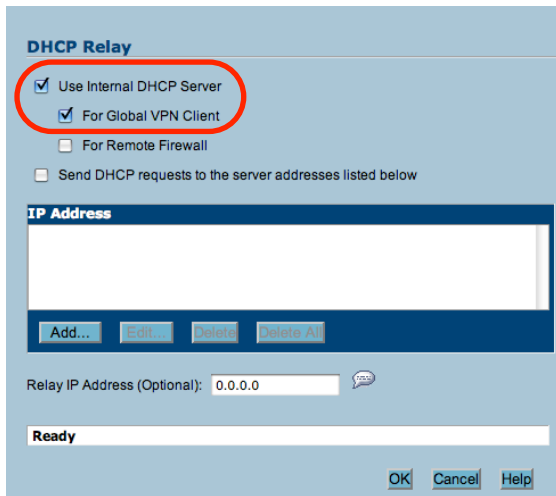 DHCP Relay
Use Internal DHCP Server
For Global VPN Client
For Remote Firewall
Send DHCP requests to the server addresses listed below
IP Address
Add... Edit... Delete Delete All
Relay IP Address (Optional): 0.0.0.0
Ready
OK Cancel Help